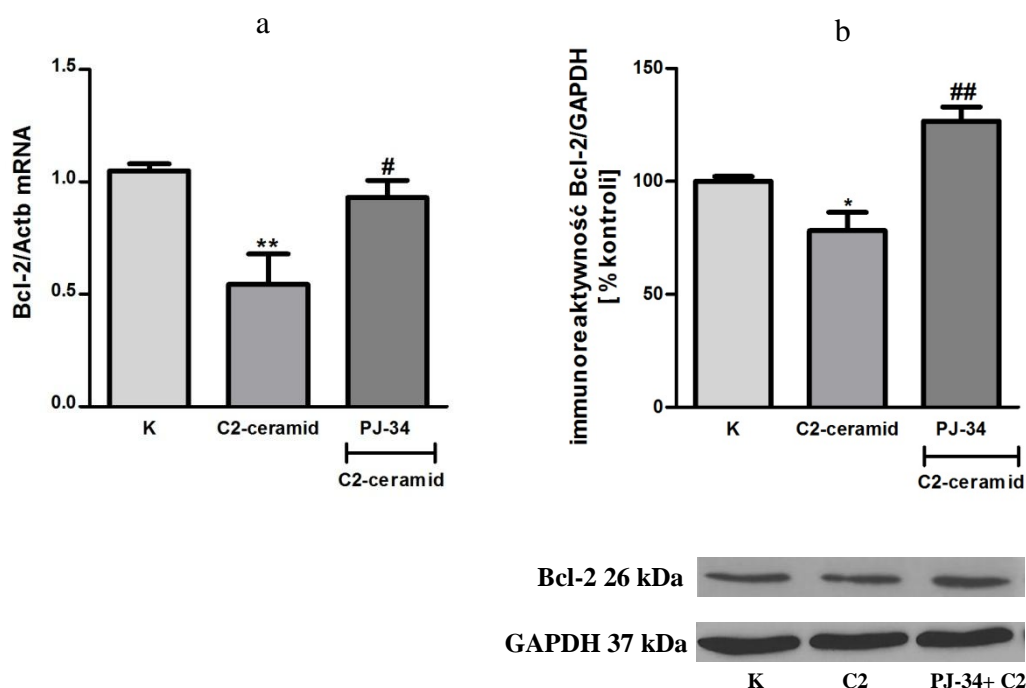 a
Bcl-2/Actb mRNA
1.5
1.0
0.5
0.0
**
#
K
C2-ceramid
PJ-34
C2-ceramid
b
immunoreaktywność Bcl-2/GAPDH
[ % kontroli]
150
100
50
0
*
##
K
C2-ceramid
PJ-34
C2-ceramid
Bcl-2 26 kDa
GAPDH 37 kDa
K C2 PJ-34+ C2